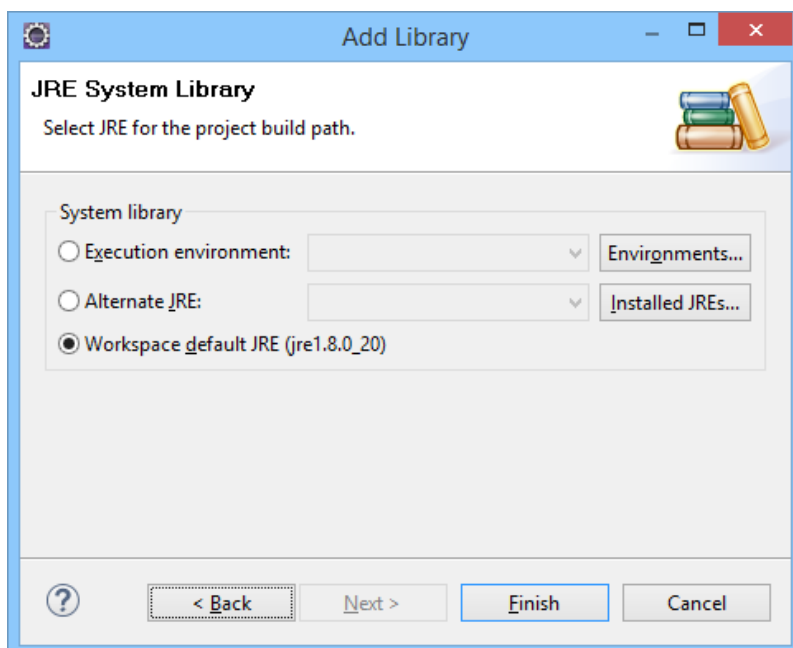 Add Library
JRE System Library
Select JRE for the project build path.
System library
Execution environment:
Environments...
Alternate JRE:
Installed JREs...
Workspace default JRE (jre1.8.0_20)
?
< Back
Next >
Finish
Cancel